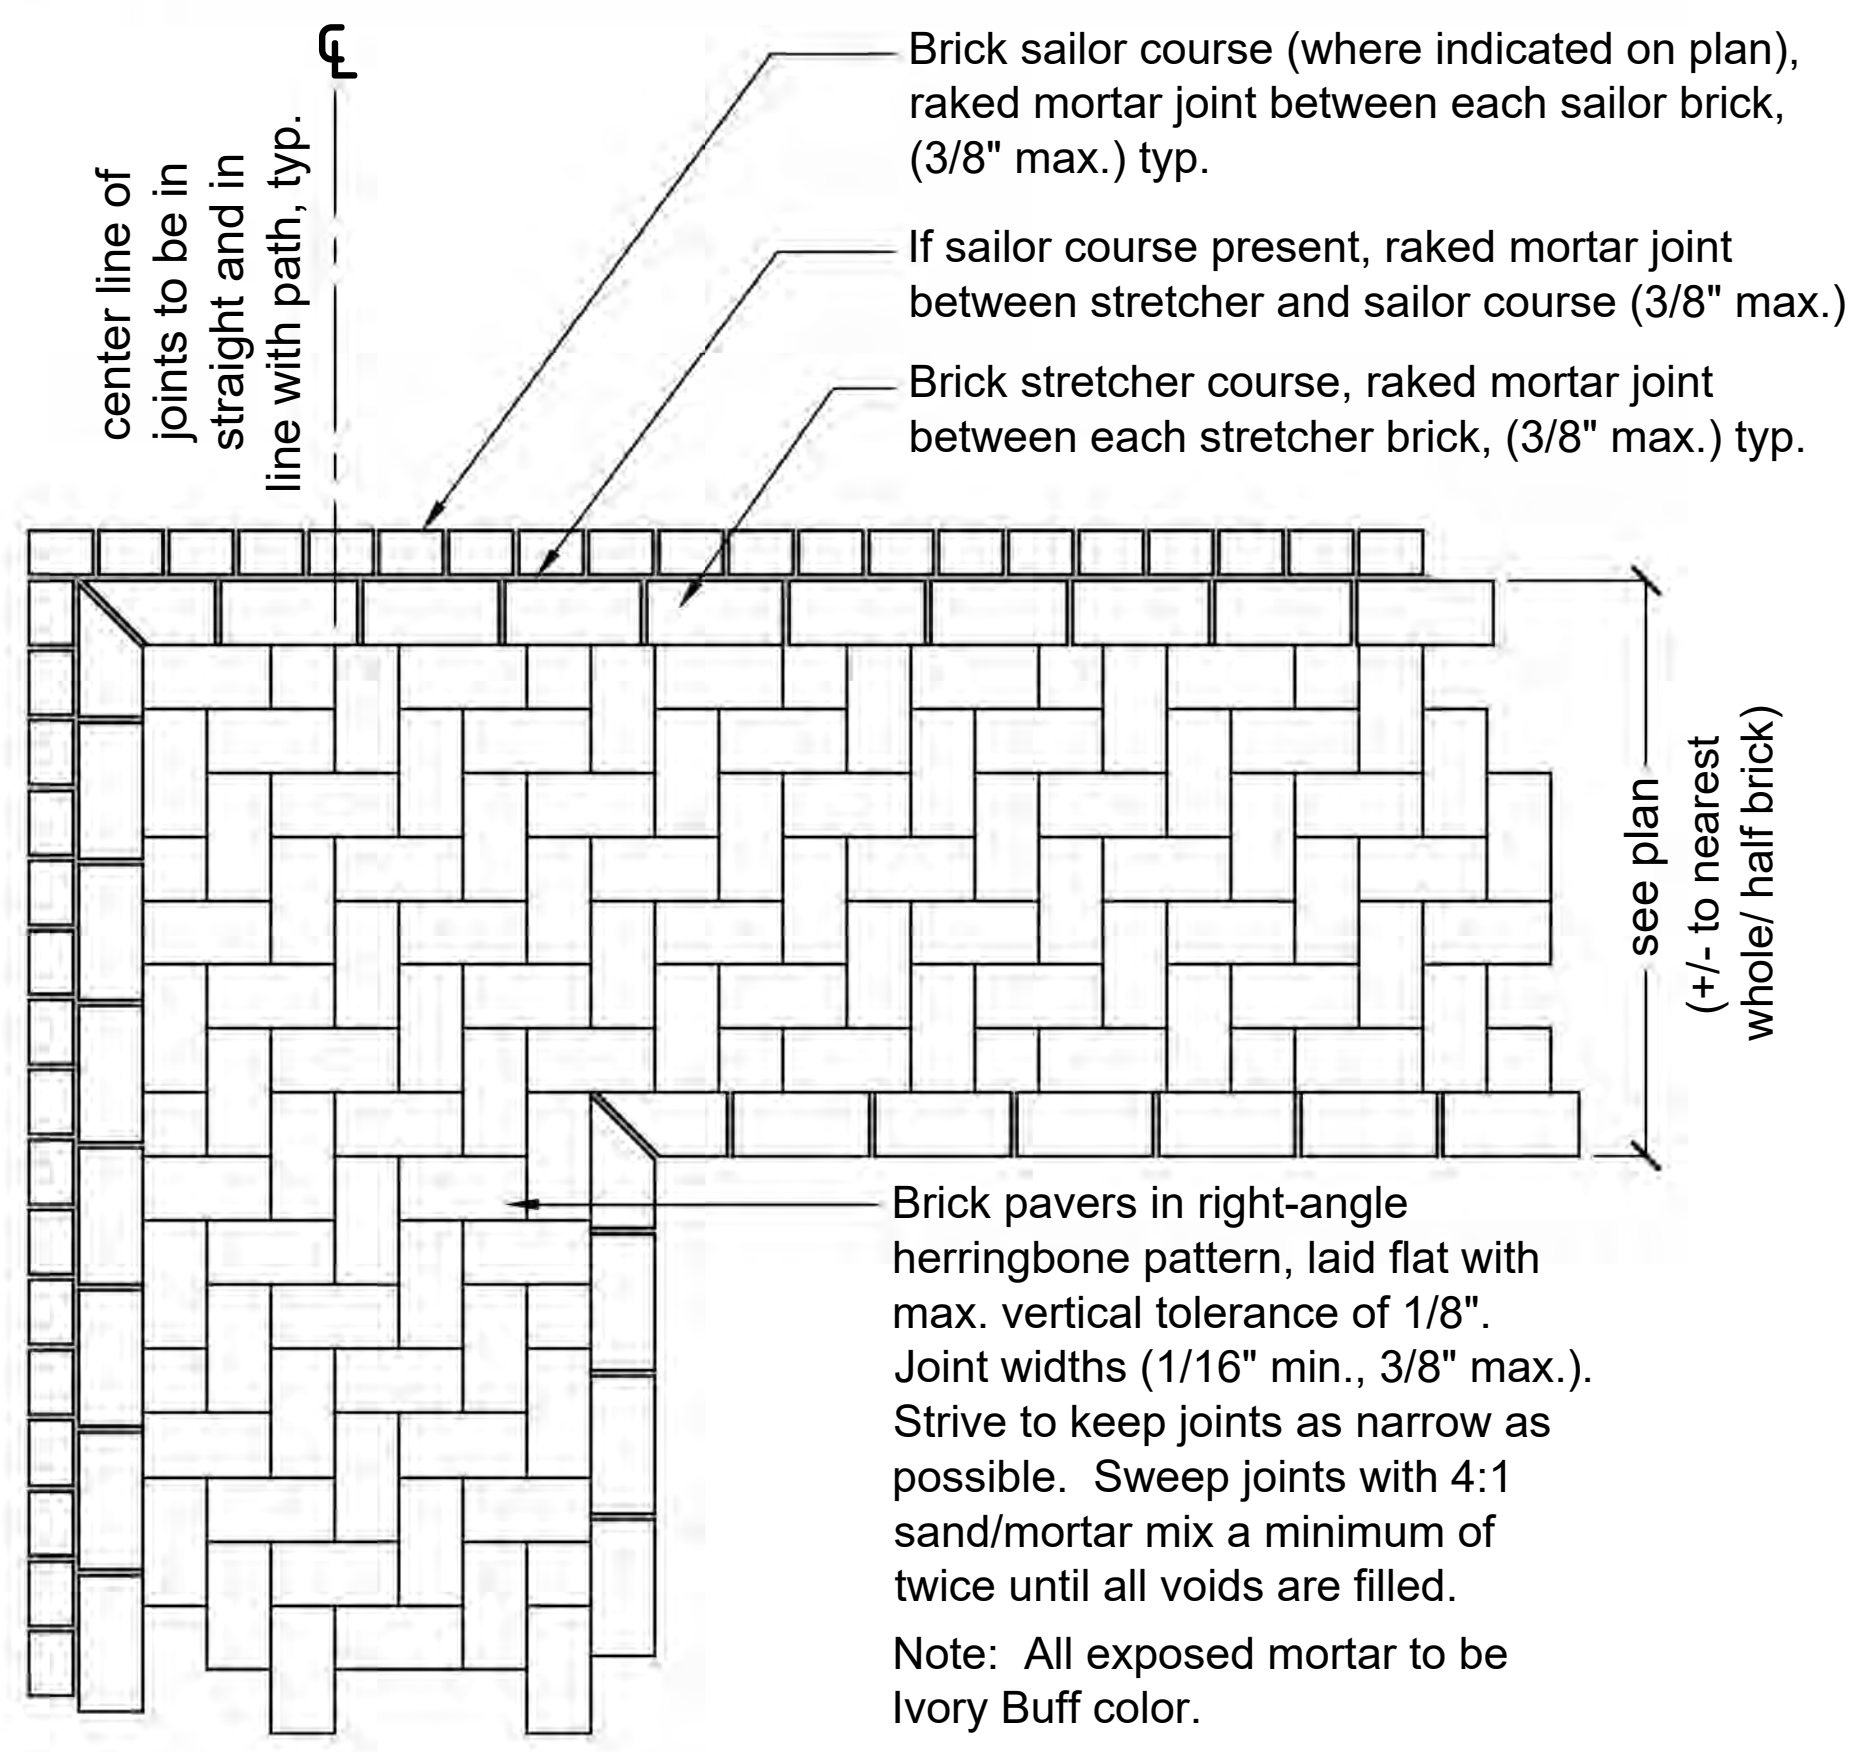 ℄
center line of
joints to be in
straight and in
line with path, typ.
Brick sailor course (where indicated on plan),
raked mortar joint between each sailor brick,
(3/8" max.) typ.
If sailor course present, raked mortar joint
between stretcher and sailor course (3/8" max.)
Brick stretcher course, raked mortar joint
between each stretcher brick, (3/8" max.) typ.
see plan
(+/- to nearest
whole/ half brick)
Brick pavers in right-angle
herringbone pattern, laid flat with
max. vertical tolerance of 1/8".
Joint widths (1/16" min., 3/8" max.).
Strive to keep joints as narrow as
possible.  Sweep joints with 4:1
sand/mortar mix a minimum of
twice until all voids are filled.
Note:  All exposed mortar to be
Ivory Buff color.